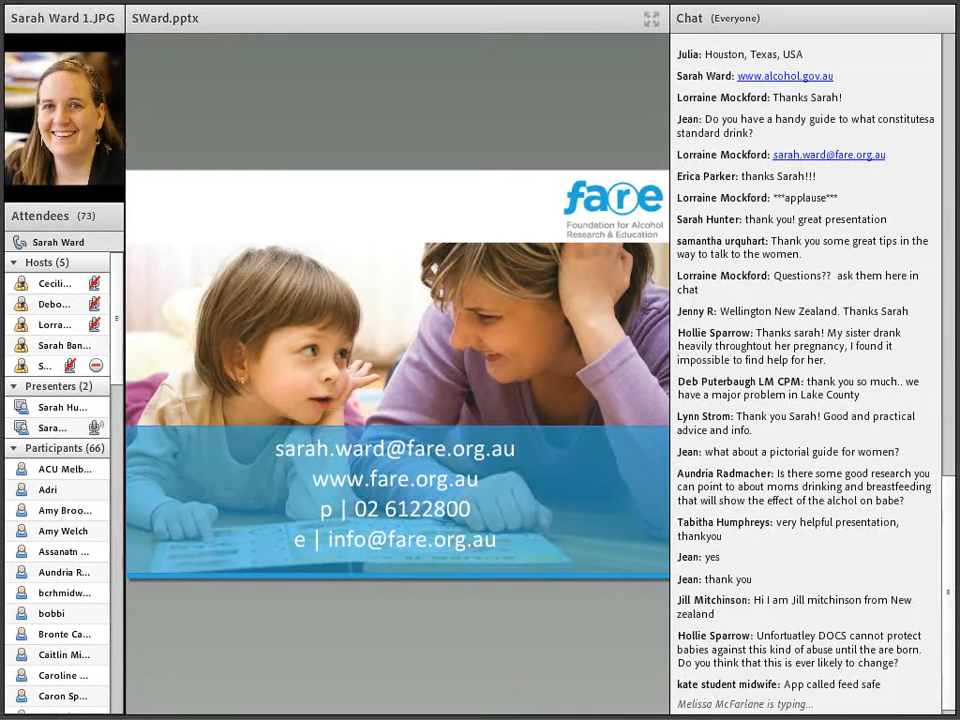 Sarah Ward 1.JPG
SWard.pptx
Chat (Everyone)
Attendees (73)
Sarah Ward
Hosts (5)
Cecili...
Debo...
Lorra...
Sarah Ban...
S...
Presenters (2)
Sarah Hu...
Sara...
Participants (66)
ACU Melb...
Adri
Amy Broo...
Amy Welch
Assanatn ...
Aundria R...
bcrhmidw...
bobbi
Bronte Ca...
Caitlin Mi...
Caroline ...
Caron Sp...
fare
Foundation for Alcohol
Research & Education
sarah.ward@fare.org.au
www.fare.org.au
p | 02 6122800
e | info@fare.org.au
Julia: Houston, Texas, USA
Sarah Ward: www.alcohol.gov.au
Lorraine Mockford: Thanks Sarah!
Jean: Do you have a handy guide to what constitutesa
standard drink?
Lorraine Mockford: sarah.ward@fare.org.au
Erica Parker: thanks Sarah!!!
Lorraine Mockford: ***applause***
Sarah Hunter: thank you! great presentation
samantha urquhart: Thank you some great tips in the
way to talk to the women.
Lorraine Mockford: Questions?? ask them here in
chat
Jenny R: Wellington New Zealand. Thanks Sarah
Hollie Sparrow: Thanks sarah! My sister drank
heavily throughtout her pregnancy, I found it
impossible to find help for her.
Deb Puterbaugh LM CPM: thank you so much.. we
have a major problem in Lake County
Lynn Strom: Thank you Sarah! Good and practical
advice and info.
Jean: what about a pictorial guide for women?
Aundria Radmacher: Is there some good research you
can point to about moms drinking and breastfeeding
that will show the effect of the alchol on babe?
Tabitha Humphreys: very helpful presentation,
thankyou
Jean: yes
Jean: thank you
Jill Mitchinson: Hi I am Jill mitchinson from New
zealand
Hollie Sparrow: Unfortuatley DOCS cannot protect
babies against this kind of abuse until the are born.
Do you think that this is ever likely to change?
kate student midwife: App called feed safe
Melissa McFarlane is typing...